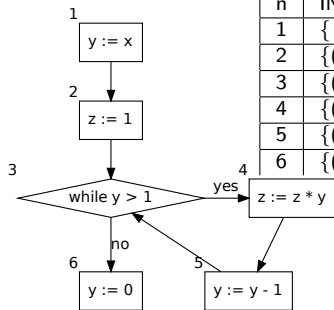 n
1
y := x
1 {
2 {(
2
z := 1
3 {(
4 {(
5 {(
6 {(
3
while y > 1
yes
4
z := z * y
no
6
y := 0
5
y := y - 1